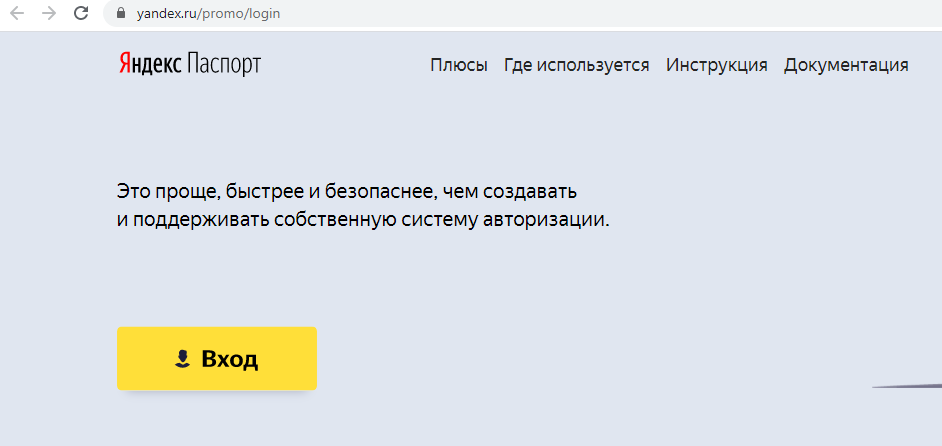 yandex.ru/promo/login
Яндекс Паспорт
Плюсы Где используется Инструкция Документация
Это проще, быстрее и безопаснее, чем создавать
и поддерживать собственную систему авторизации.
Вход